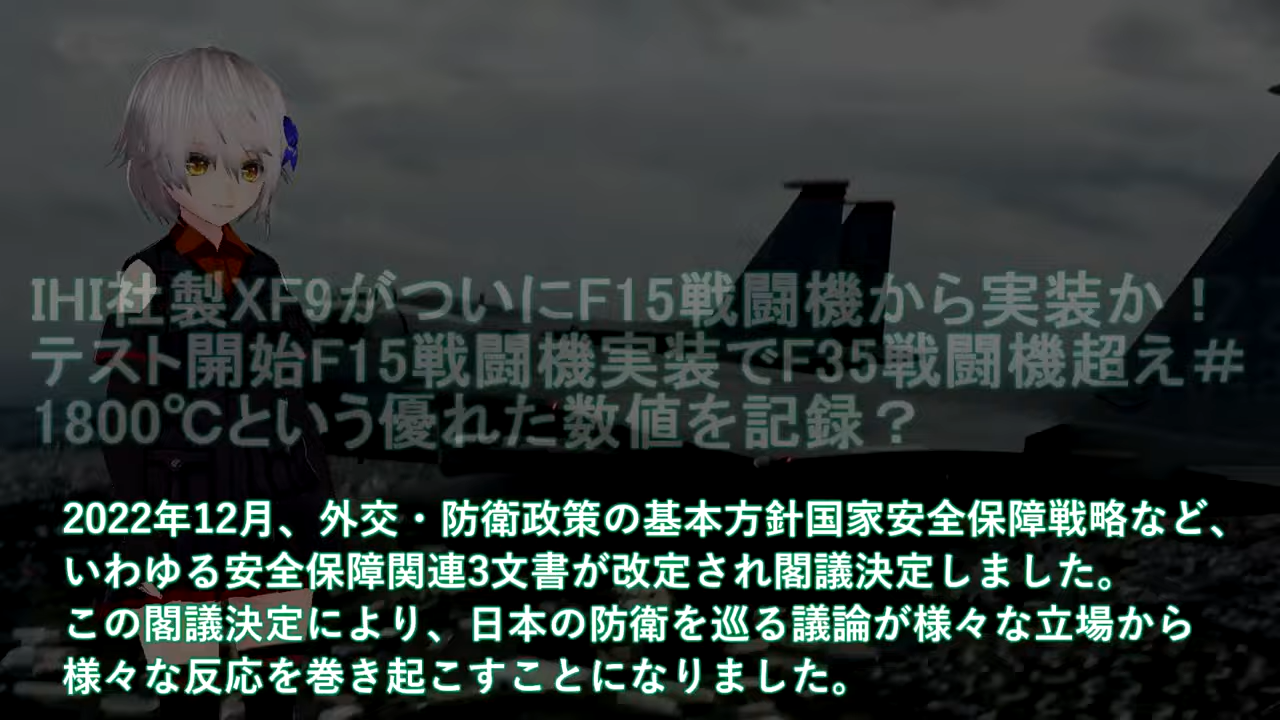 IHI社製XF9がついにF15戦闘機から実装か！
テスト開始F15戦闘機実装でF35戦闘機超え＃
1800℃という優れた数値を記録？
2022年12月、外交・防衛政策の基本方針国家安全保障戦略など、
いわゆる安全保障関連3文書が改定され閣議決定しました。
この閣議決定により、日本の防衛を巡る議論が様々な立場から
様々な反応を巻き起こすことになりました。